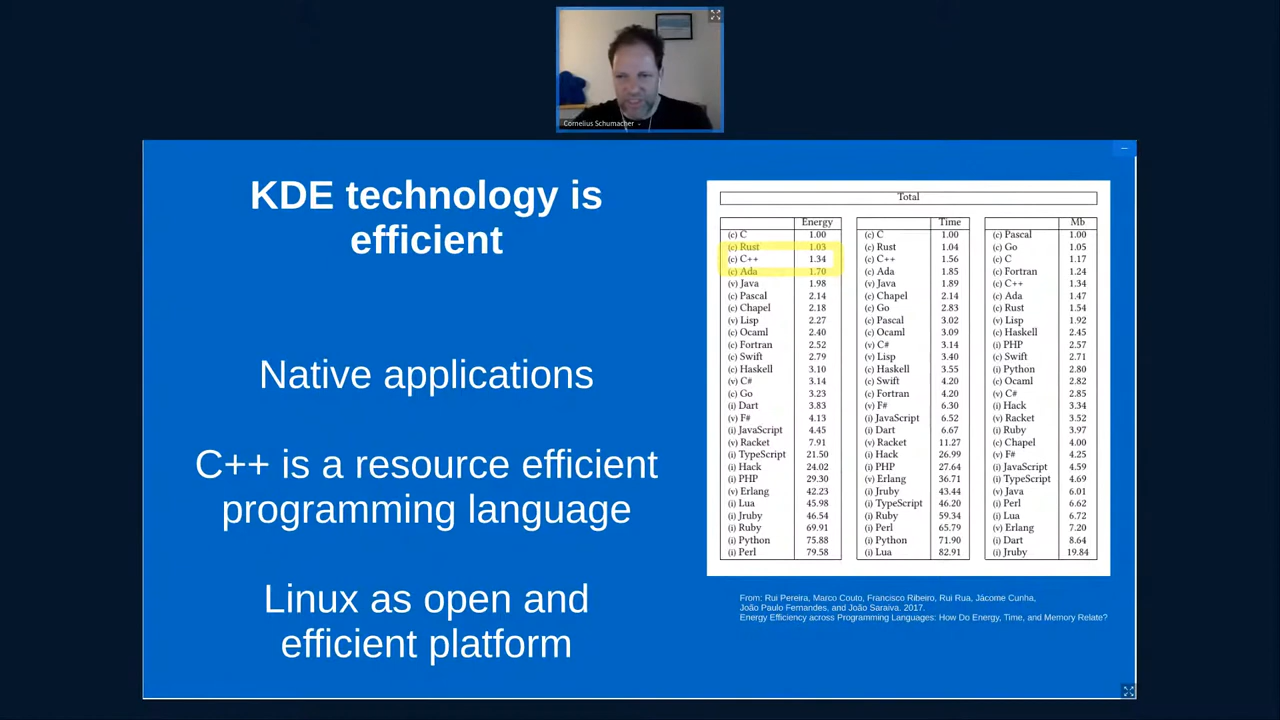 Cornelius Schumacher
KDE technology is
efficient
Native applications
C++ is a resource efficient
programming language
Linux as open and
efficient platform
Total
Energy
(c) C 1.00
(c) Rust 1.03
(c) C++ 1.34
(c) Ada 1.70
(v) Java 1.98
(c) Pascal 2.14
(c) Chapel 2.18
(v) Lisp 2.27
(c) Ocaml 2.40
(c) Fortran 2.52
(c) Swift 2.79
(c) Haskell 3.10
(v) C# 3.14
(c) Go 3.23
(i) Dart 3.83
(v) F# 4.13
(i) JavaScript 4.45
(v) Racket 7.91
(i) TypeScript 21.50
(i) Hack 24.02
(i) PHP 29.30
(v) Erlang 42.23
(i) Lua 45.98
(i) Jruby 46.54
(i) Ruby 69.91
(i) Python 75.88
(i) Perl 79.58
Time
(c) C 1.00
(c) Rust 1.04
(c) C++ 1.56
(c) Ada 1.85
(v) Java 1.89
(c) Chapel 2.14
(c) Go 2.83
(c) Pascal 3.02
(c) Ocaml 3.09
(v) C# 3.14
(v) Lisp 3.40
(c) Haskell 3.55
(c) Swift 4.20
(c) Fortran 4.20
(v) F# 6.30
(i) JavaScript 6.52
(i) Dart 6.67
(v) Racket 11.27
(i) Hack 26.99
(i) PHP 27.64
(v) Erlang 36.71
(i) Jruby 43.44
(i) TypeScript 46.20
(i) Ruby 59.34
(i) Perl 65.79
(i) Python 71.90
(i) Lua 82.91
Mb
(c) Pascal 1.00
(c) Go 1.05
(c) C 1.17
(c) Fortran 1.24
(c) C++ 1.34
(c) Ada 1.47
(c) Rust 1.54
(v) Lisp 1.92
(c) Haskell 2.45
(i) PHP 2.57
(c) Swift 2.71
(i) Python 2.80
(c) Ocaml 2.82
(v) C# 2.85
(i) Hack 3.34
(v) Racket 3.52
(i) Ruby 3.97
(c) Chapel 4.00
(v) F# 4.25
(i) JavaScript 4.59
(i) TypeScript 4.69
(v) Java 6.01
(i) Perl 6.62
(i) Lua 6.72
(v) Erlang 7.20
(i) Dart 8.64
(i) Jruby 19.84
From: Rui Pereira, Marco Couto, Francisco Ribeiro, Rui Rua, Jácome Cunha,
João Paulo Fernandes, and João Saraiva. 2017.
Energy Efficiency across Programming Languages: How Do Energy, Time, and Memory Relate?